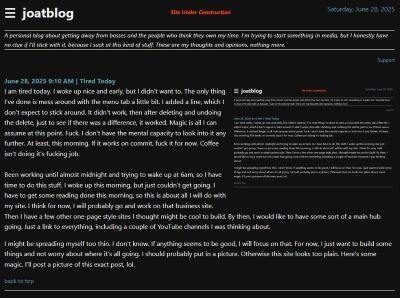 joatblog
Site Under Construction
Saturday, June 28, 2025
A personal blog about getting away from bosses and the people who think they own my time. I'm trying to start something in media, but I honestly have
no clue if I'll stick with it, because I suck at this kind of stuff. These are my thoughts and opinions, nothing more.
Support
June 28, 2025 9:10 AM | Tired Today
I am tired today. I woke up nice and early, but I didn't want to. The only thing
I've done is mess around with the menu tab a little bit. I added a line, which I
don't expect to stick around. It didn't work, then after deleting and undoing
the delete, just to see if there was a difference, it worked. Magic is all I can
assume at this point. Fuck. I don't have the mental capacity to look into it any
further. At least, this morning. If it works on commit, fuck it for now. Coffee
isn't doing it's fucking job.
Been working until almost midnight and trying to wake up at 6am, so I have
time to do this stuff. I woke up this morning, but just couldn't get going. I
have to get some reading done this morning, so this is about all I will do with
my site. I think for now, I will probably go and work on that business site.
Then I have a few other one-page style sites I thought might be cool to build. By then, I would like to have some sort of a main hub
going. Just a link to everything, including a couple of YouTube channels I was thinking about.
I might be spreading myself too thin. I don't know. If anything seems to be good, I will focus on that. For now, I just want to build some
things and not worry about where it's all going. I should probably put in a picture. Otherwise this site looks too plain. Here's some
magic, I'll post a picture of this exact post, lol.
back to top